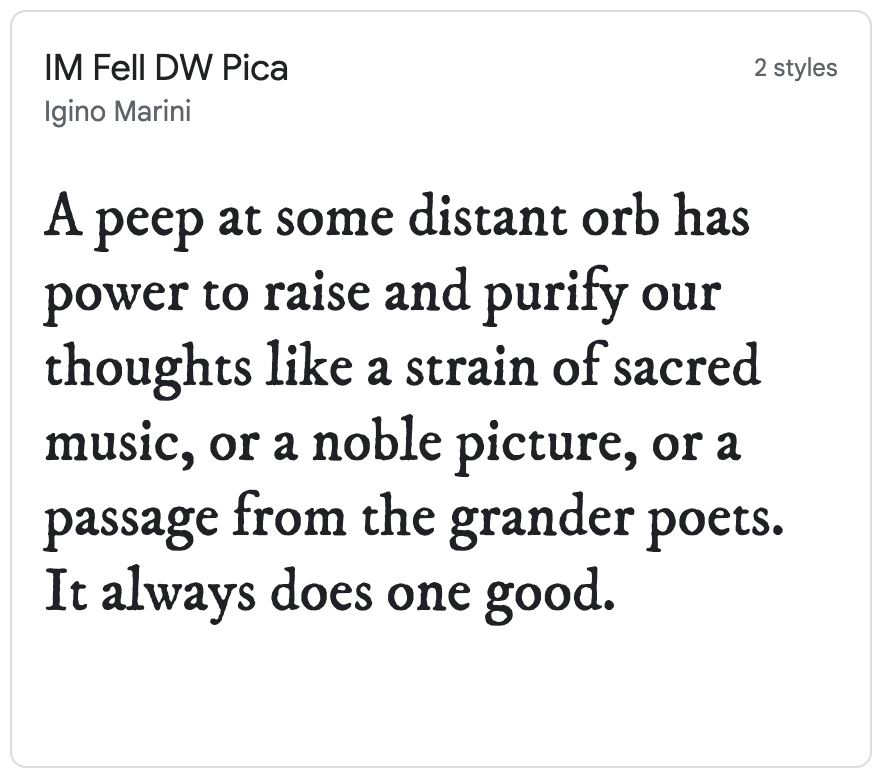 IM Fell DW Pica
2 styles
Igino Marini
A peep at some distant orb has
power to raise and purify our
thoughts like a strain of sacred
music, or a noble picture, or a
passage from the grander poets.
It always does one good.